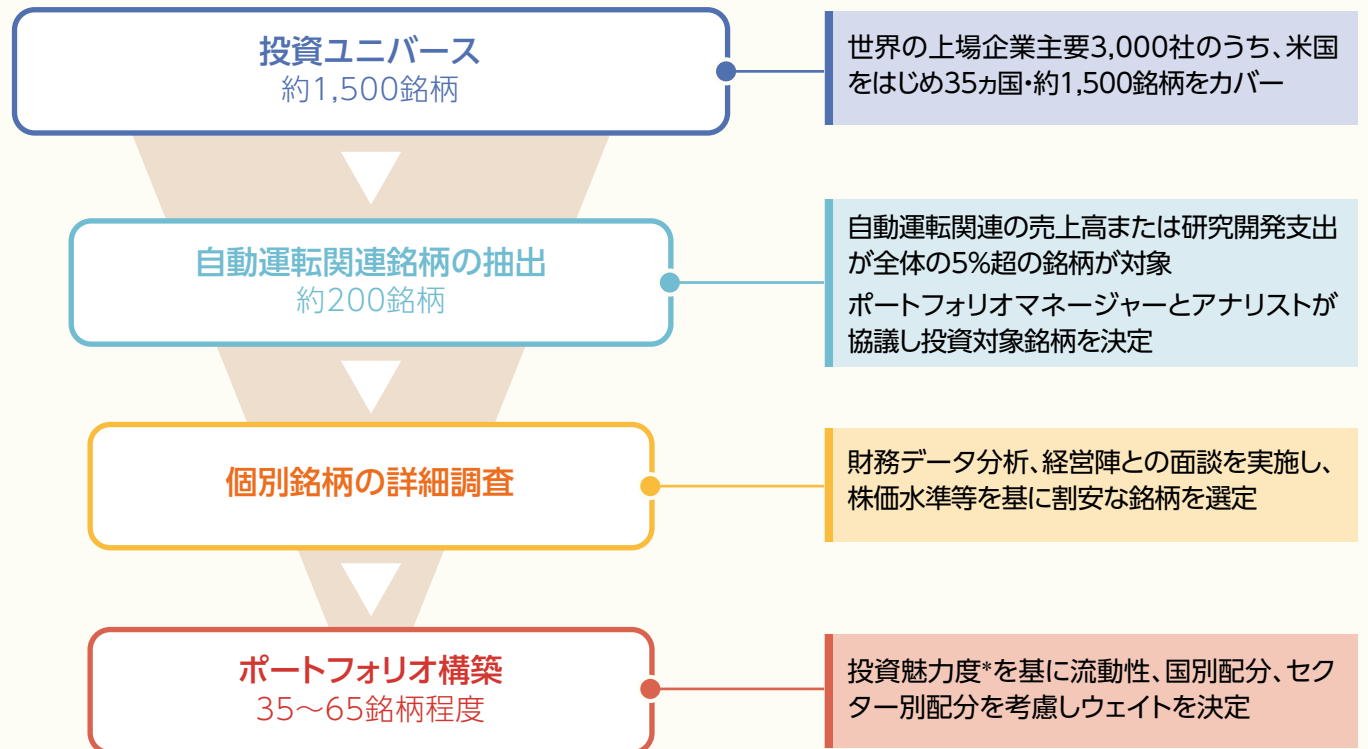 投資ユニバース
約1,500銘柄
世界の上場企業主要3,000社のうち、米国
をはじめ35ヵ国・約1,500銘柄をカバー
自動運転関連銘柄の抽出
約200銘柄
自動運転関連の売上高または研究開発支出
が全体の5%超の銘柄が対象
ポートフォリオマネージャーとアナリストが
協議し投資対象銘柄を決定
個別銘柄の詳細調査
財務データ分析、経営陣との面談を実施し、
株価水準等を基に割安な銘柄を選定
ポートフォリオ構築
35～65銘柄程度
投資魅力度*を基に流動性、国別配分、セク
ター別配分を考慮しウェイトを決定